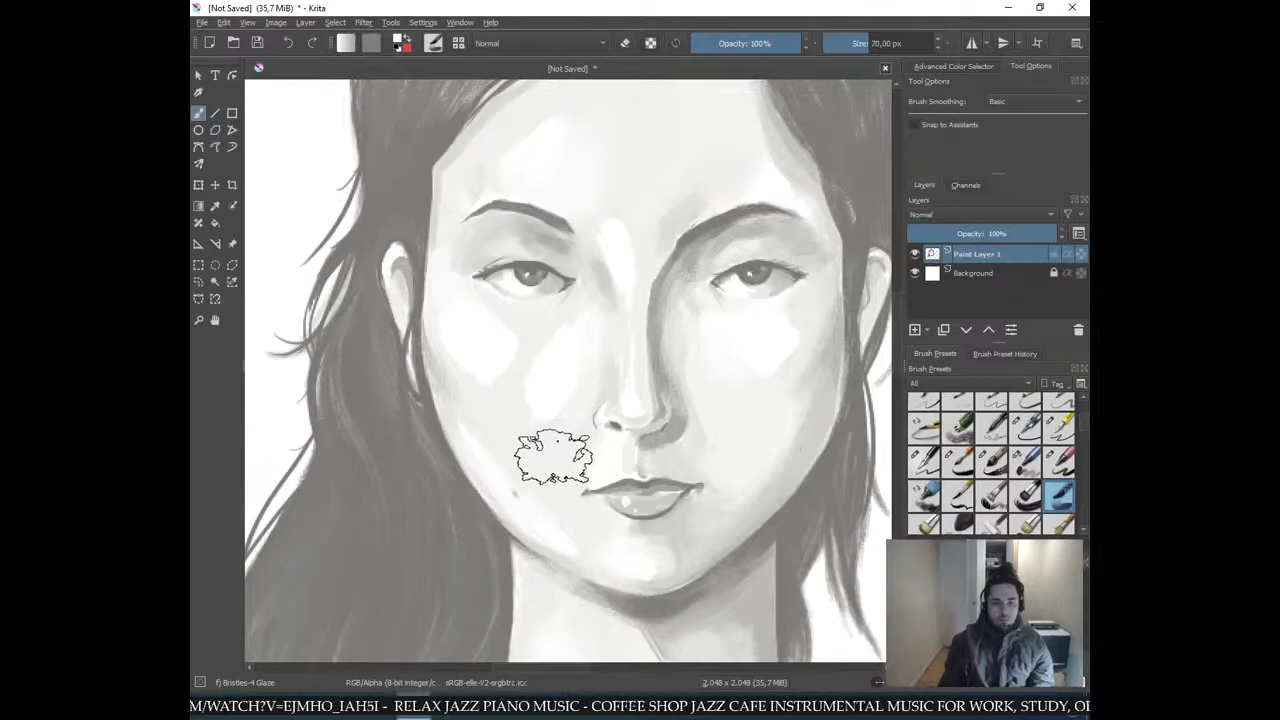 [Not Saved] (35,7 MiB) * - Krita
File Edit View Image Layer Select Filter Tools Settings Window Help
Normal Opacity: 100% Size: 70,00 px
[Not Saved] *
Advanced Color Selector Tool Options
Tool Options
Brush Smoothing: Basic
Snap to Assistants
Layers Channels
Layers
Normal
Opacity: 100%
Paint Layer 1
Background
Brush Presets Brush Preset History
Brush Presets
All Tag
f) Bristles-4 Glaze RGB/Alpha (8-bit integer/c sRGB-elle-V2-srgbtrc 2.048 x 2.048 (35,7 MiB)
M/WATCH?V=EJMHO_IAH5I - RELAX JAZZ PIANO MUSIC - COFFEE SHOP JAZZ CAFE INSTRUMENTAL MUSIC FOR WORK, STUDY,